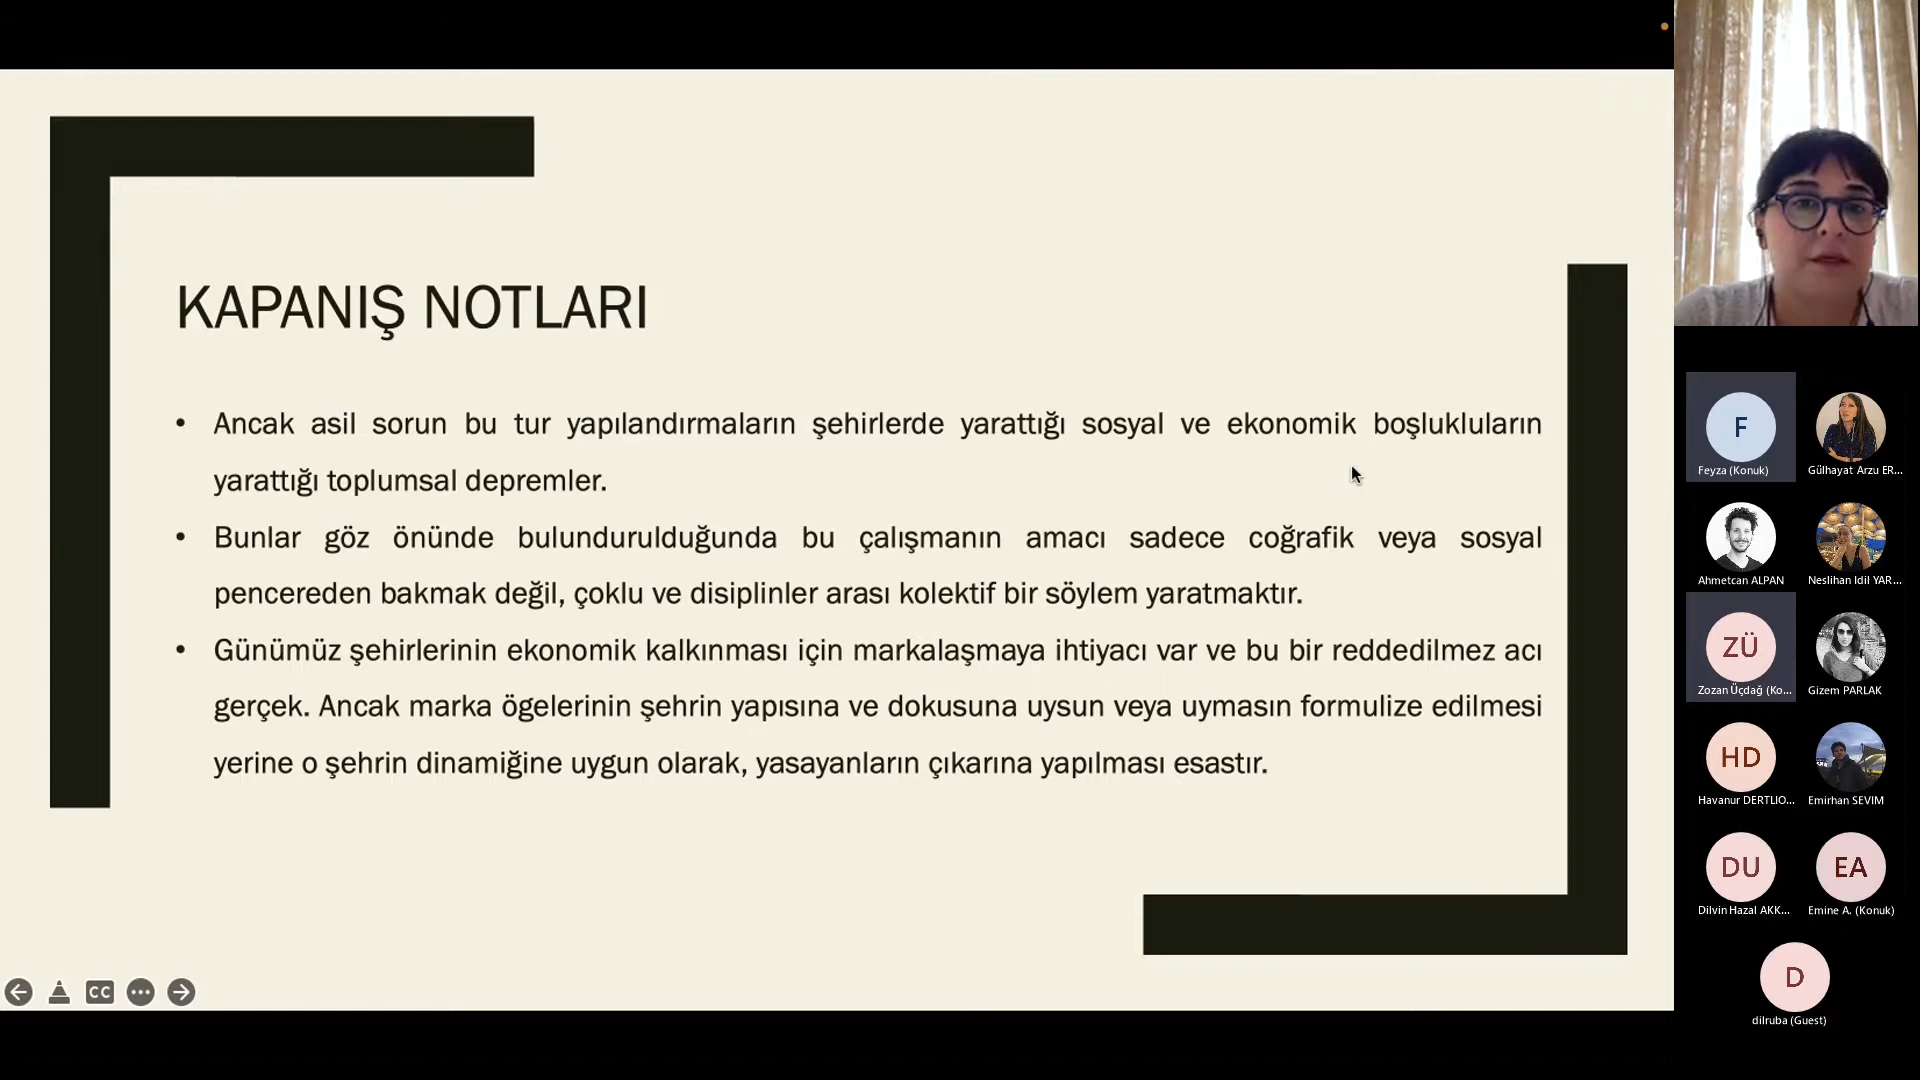 KAPANIŞ NOTLARI
• Ancak asil sorun bu tur yapılandırmaların şehirlerde yarattığı sosyal ve ekonomik boşlukluların
yarattığı toplumsal depremler.
• Bunlar göz önünde bulundurulduğunda bu çalışmanın amacı sadece coğrafik veya sosyal
pencereden bakmak değil, çoklu ve disiplinler arası kolektif bir söylem yaratmaktır.
• Günümüz şehirlerinin ekonomik kalkınması için markalaşmaya ihtiyacı var ve bu bir reddedilmez acı
gerçek. Ancak marka ögelerinin şehrin yapısına ve dokusuna uysun veya uymasın formulize edilmesi
yerine o şehrin dinamiğine uygun olarak, yasayanların çıkarına yapılması esastır.
CC
F
Feyza (Konuk)
Gülhayat Arzu ER...
Ahmetcan ALPAN
Neslihan Idil YAR...
ZÜ
Zozan Üçdağ (Ko...
Gizem PARLAK
HD
Havanur DERTLIO...
Emirhan SEVIM
DU
Dilvin Hazal AKK...
EA
Emine A. (Konuk)
D
dilruba (Guest)